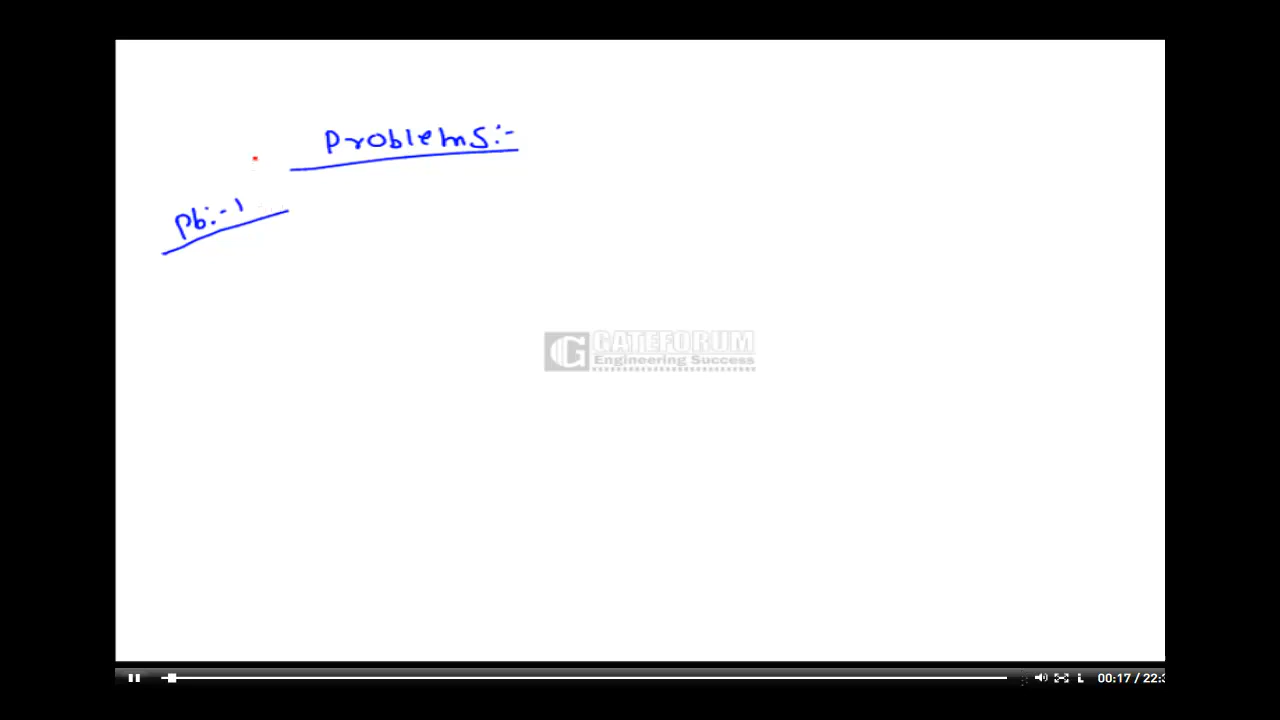 Problems:-
Pb:-1
GATEFORUM
Engineering Success
00:17 / 22:3